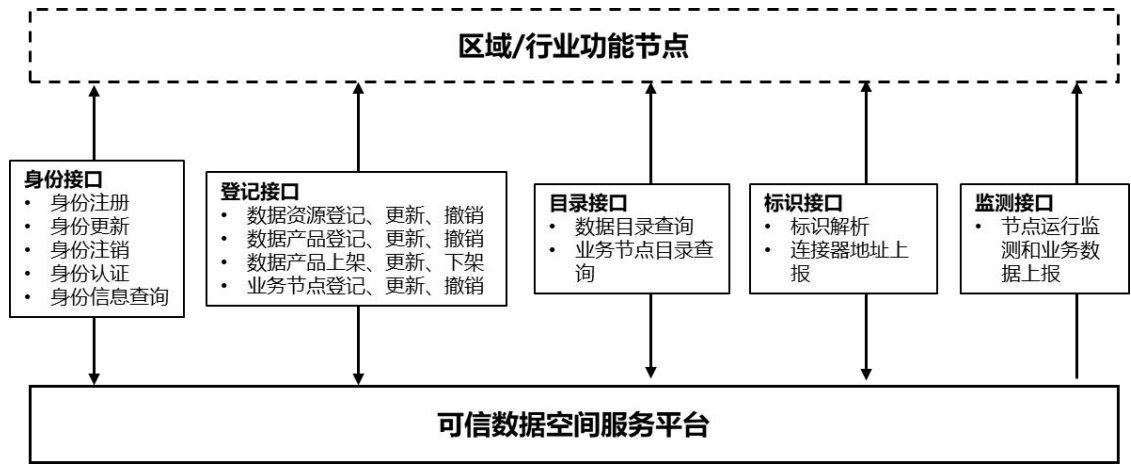 区域/行业功能节点
身份接口
• 身份注册
• 身份更新
• 身份注销
• 身份认证
• 身份信息查询
登记接口
• 数据资源登记、更新、撤销
• 数据产品登记、更新、撤销
• 数据产品上架、更新、下架
• 业务节点登记、更新、撤销
目录接口
• 数据目录查询
• 业务节点目录查
询
标识接口
• 标识解析
• 连接器地址上
报
监测接口
• 节点运行监
测和业务数
据上报
可信数据空间服务平台